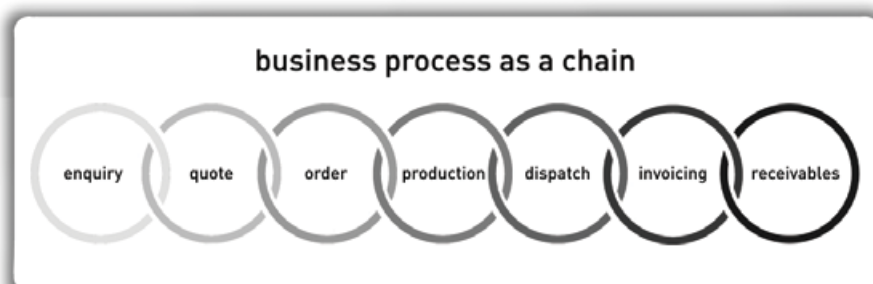 business process as a chain
enquiry quote order production dispatch invoicing receivables